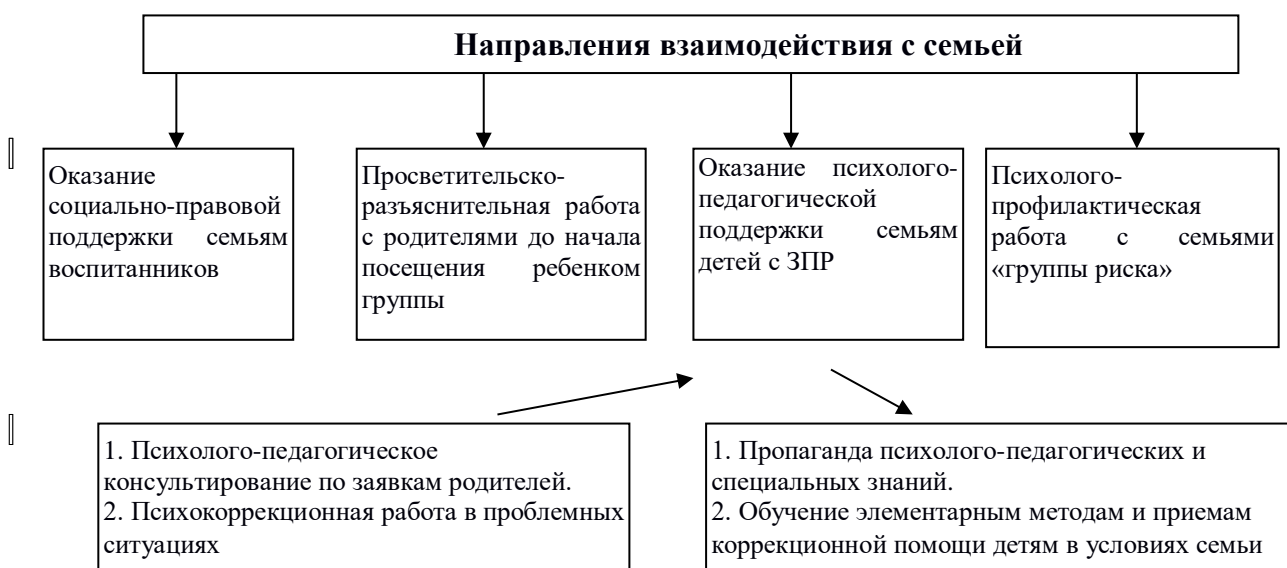 Направления взаимодействия с семьей
Оказание
социально-правовой
поддержки семьям
воспитанников
Просветительско-
разъяснительная работа
с родителями до начала
посещения ребенком
группы
Оказание психолого-
педагогической
поддержки семьям
детей с ЗПР
Психолого-
профилактическая
работа с семьями
«группы риска»
1. Психолого-педагогическое
консультирование по заявкам родителей.
2. Психокоррекционная работа в проблемных
ситуациях
1. Пропаганда психолого-педагогических и
специальных знаний.
2. Обучение элементарным методам и приемам
коррекционной помощи детям в условиях семьи